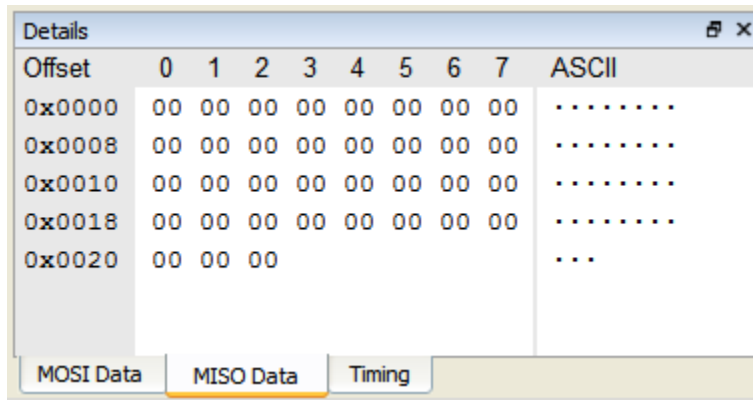 Details
Offset 0 1 2 3 4 5 6 7 ASCII
0x0000 00 00 00 00 00 00 00 00 ........
0x0008 00 00 00 00 00 00 00 00 ........
0x0010 00 00 00 00 00 00 00 00 ........
0x0018 00 00 00 00 00 00 00 00 ........
0x0020 00 00 00 ...
MOSI Data MISO Data Timing